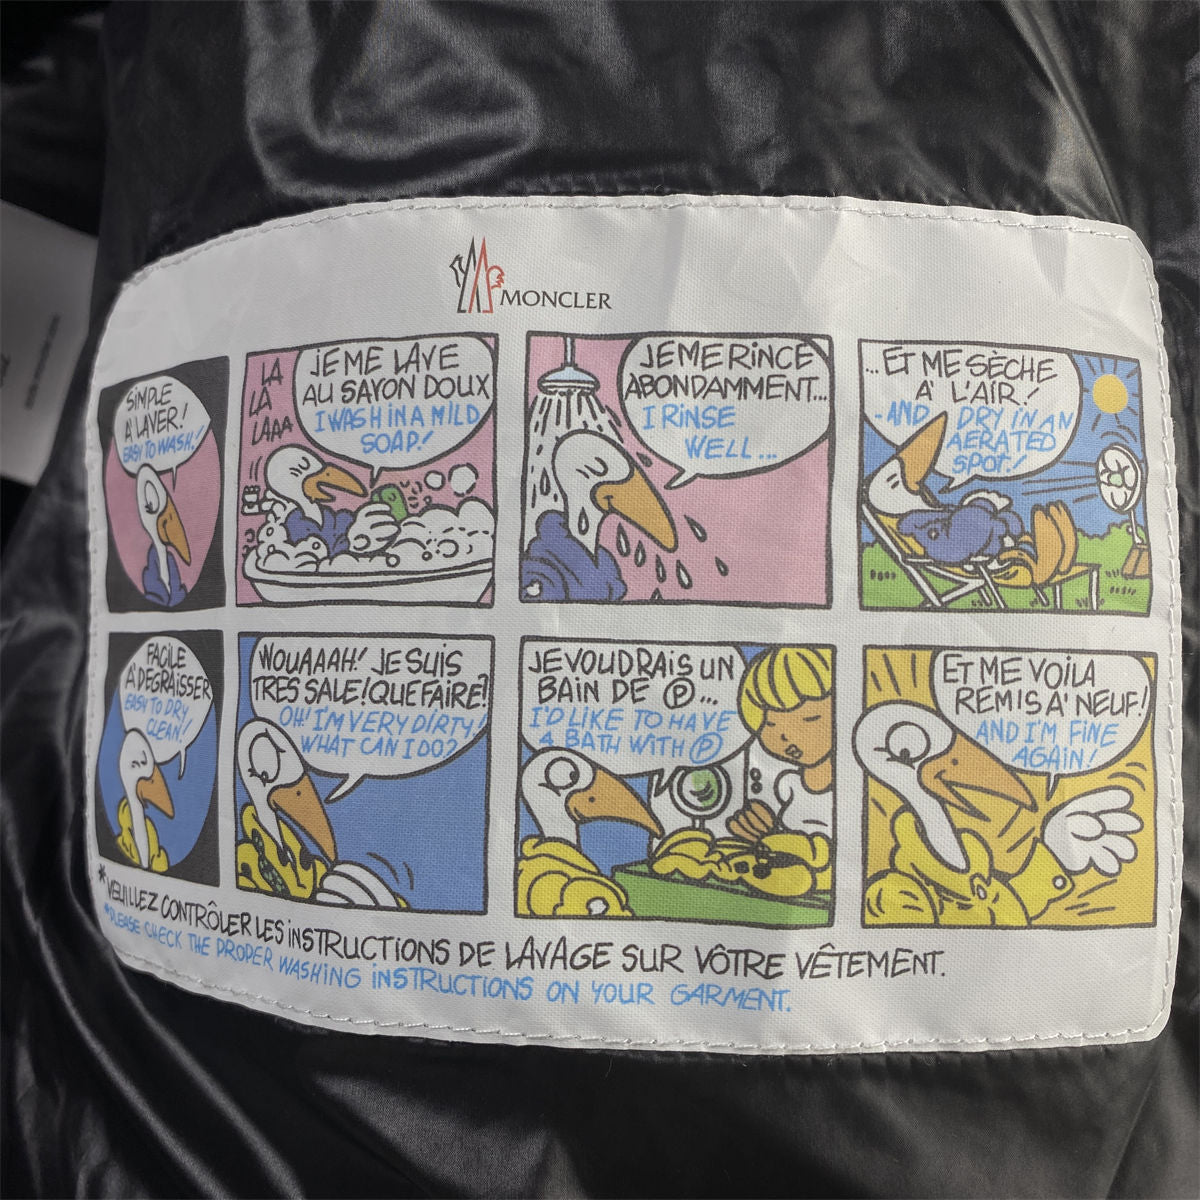 MONCLER
SIMPLE
A LAVER!
EASY TO WASH!
LA
LA
LAAA
JE ME LAVE
AU SAYON DOUX
I WASH IN A MILD
SOAP!
JE ME RINCE
ABONDAMMENT...
I RINSE
WELL...
...ET ME SÈCHE
A' L'AIR!
-AND DRY IN AN
AERATED
SPOT!
FACILE
A' DEGRAISSER
EASY TO DRY
CLEAN!
WOUAAAH! JE SUIS
TRES SALE! QUE FAIRE?
OH! I'M VERY DIRTY!
WHAT CAN I DO?
JE VOUDRAIS UN
BAIN DE Ⓟ...
I'D LIKE TO HAVE
A BATH WITH Ⓟ
ET ME VOILA
REMIS A' NEUF!
AND I'M FINE
AGAIN!
*VEUILLEZ CONTRÔLER LES INSTRUCTIONS DE LAVAGE SUR VÔTRE VÊTEMENT.
*PLEASE CHECK THE PROPER WASHING INSTRUCTIONS ON YOUR GARMENT.